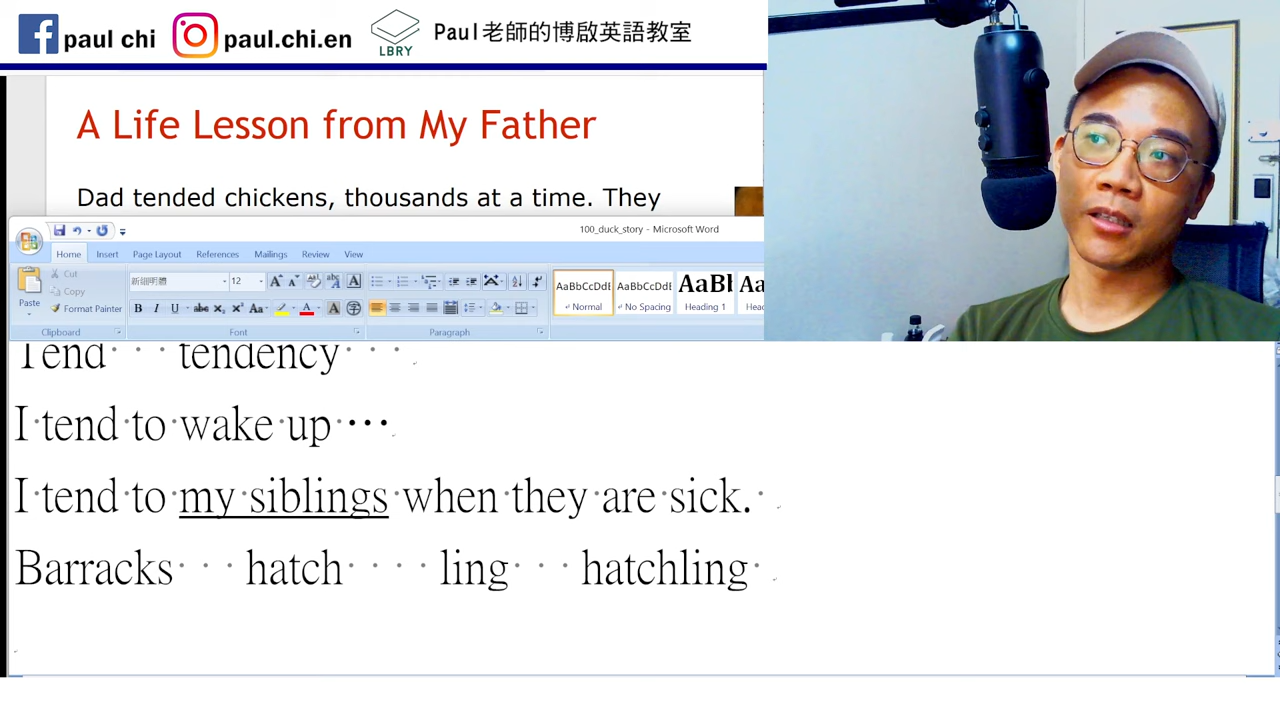 paul chi paul.chi.en LBRY Paul老師的博啟英語教室
A Life Lesson from My Father
Dad tended chickens, thousands at a time. They
100_duck_story - Microsoft Word
Home Insert Page Layout References Mailings Review View
Paste Cut Copy Format Painter
新細明體 12
AaBbCcDdE AaBbCcDdE AaBb
Normal No Spacing Heading 1
Clipboard Font Paragraph
Tend tendency
I tend to wake up …
I tend to my siblings when they are sick.
Barracks hatch ling hatchling